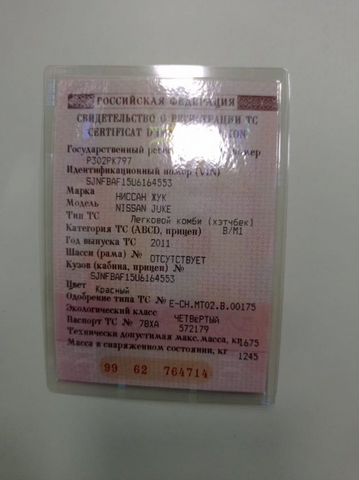 РОССИЙСКАЯ ФЕДЕРАЦИЯ
СВИДЕТЕЛЬСТВО О РЕГИСТРАЦИИ ТС
CERTIFICAT D'I
Государственный номер
Р302РК797
Идентификационный номер (VIN)
SJNFBAF15U6164553
Марка НИССАН ЖУК
Модель NISSAN JUKE
Тип ТС Легковой комби (хэтчбек)
Категория ТС (ABCD, прицеп) B/M1
Год выпуска ТС 2011
Шасси (рама) № ОТСУТСТВУЕТ
Кузов (кабина, прицеп) №
SJNFBAF15U6164553
Цвет Красный
Одобрение типа ТС № E-CH.MT02.B.00175
Экологический класс ЧЕТВЕРТЫЙ
Паспорт ТС № 78ХА 572179
Технически допустимая макс. масса, кг 1675
Масса в снаряженном состоянии, кг 1245
99 62 764714